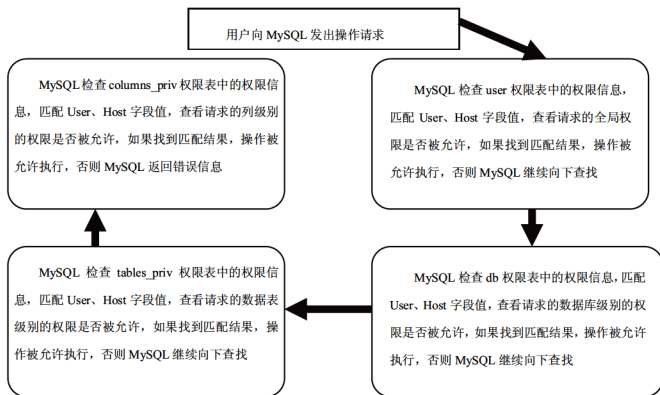 用户向 MySQL 发出操作请求
MySQL 检查 user 权限表中的权限信息，
匹配 User、Host 字段值，查看请求的全局权
限是否被允许，如果找到匹配结果，操作被
允许执行，否则 MySQL 继续向下查找
MySQL 检查 db 权限表中的权限信息，匹配
User、Host 字段值，查看请求的数据库级别的权
限是否被允许，如果找到匹配结果，操作被允许
执行，否则 MySQL 继续向下查找
MySQL 检查 tables_priv 权限表中的权限信
息，匹配 User、Host 字段值，查看请求的数据表
级别的权限是否被允许，如果找到匹配结果，操
作被允许执行，否则 MySQL 继续向下查找
MySQL 检查 columns_priv 权限表中的权限信
息，匹配 User、Host 字段值，查看请求的列级别
的权限是否被允许，如果找到匹配结果，操作被
允许执行，否则 MySQL 返回错误信息